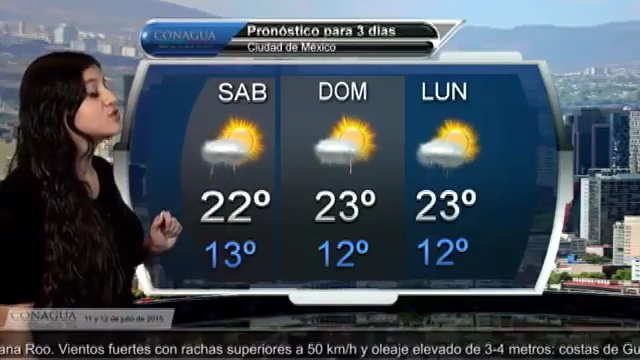 CONAGUA
Pronóstico para 3 días
Ciudad de México
SAB DOM LUN
22º 23º 23º
13º 12º 12º
CONAGUA
11 y 12 de julio de 2015
ana Roo. Vientos fuertes con rachas superiores a 50 km/h y oleaje elevado de 3-4 metros: costas de Gu